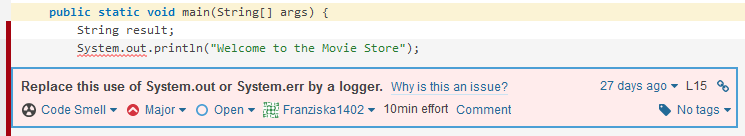 public static void main(String[] args) {
String result;
System.out.println("Welcome to the Movie Store");
Replace this use of System.out or System.err by a logger. Why is this an issue? 27 days ago L15
Code Smell Major Open Franziska1402 10min effort Comment No tags